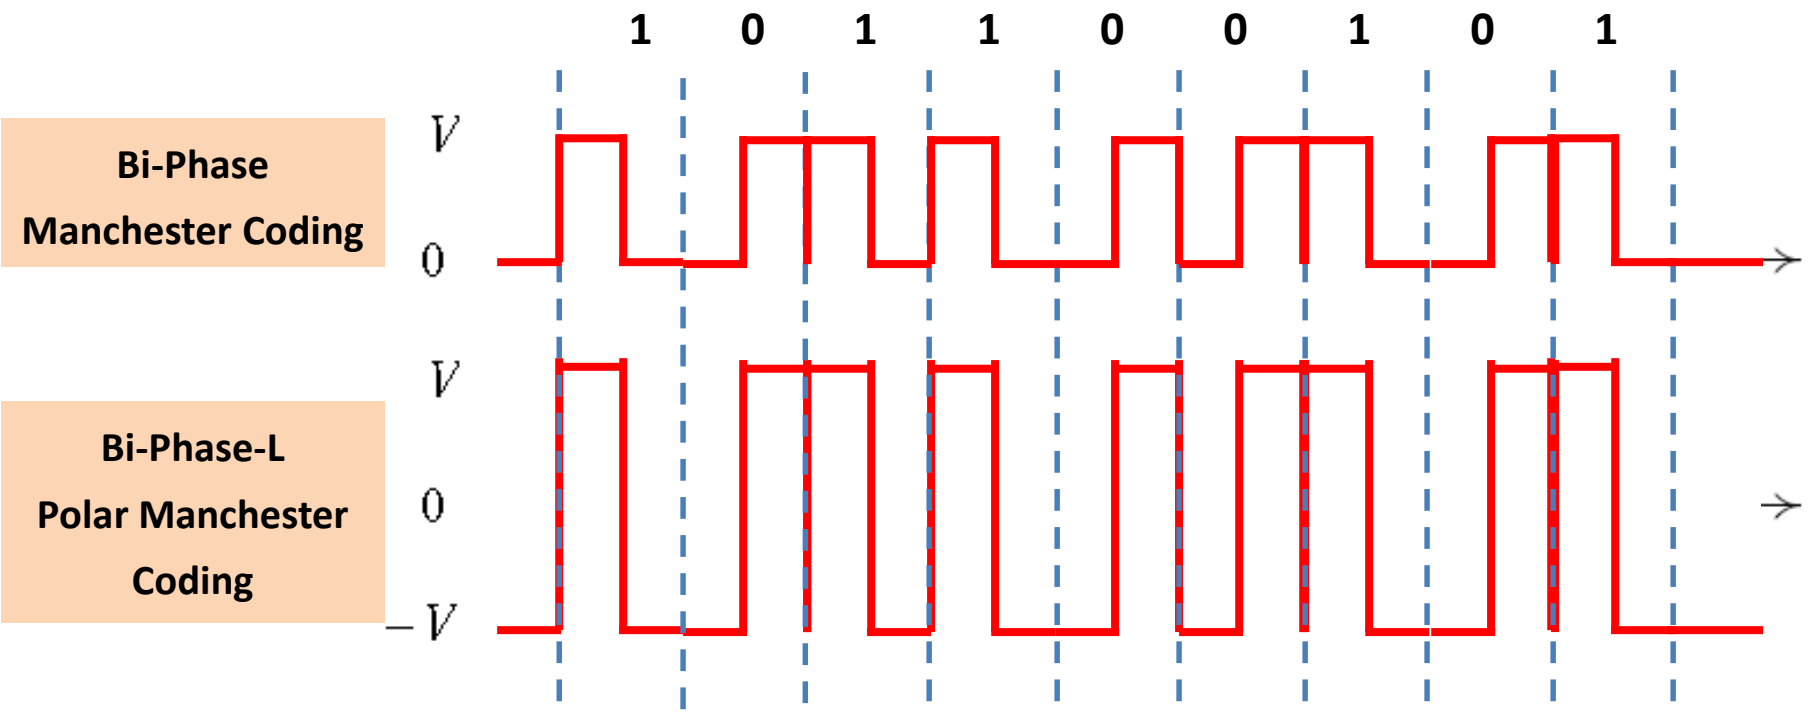 1 0 1 1 0 0 1 0 1
Bi-Phase
Manchester Coding
V
0
Bi-Phase-L
Polar Manchester
Coding
V
0
−V